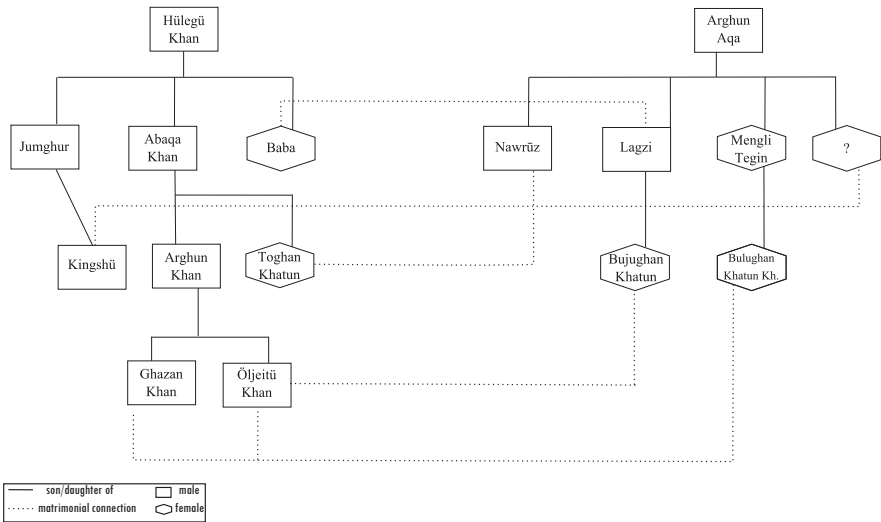 Hülegü
Khan
Arghun
Aqa
Jumghur
Abaqa
Khan
Baba
Nawrūz
Lagzi
Mengli
Tegin
?
Kingshü
Arghun
Khan
Toghan
Khatun
Bujughan
Khatun
Bulughan
Khatun Kh.
Ghazan
Khan
Öljeitü
Khan
son/daughter of
male
matrimonial connection
female